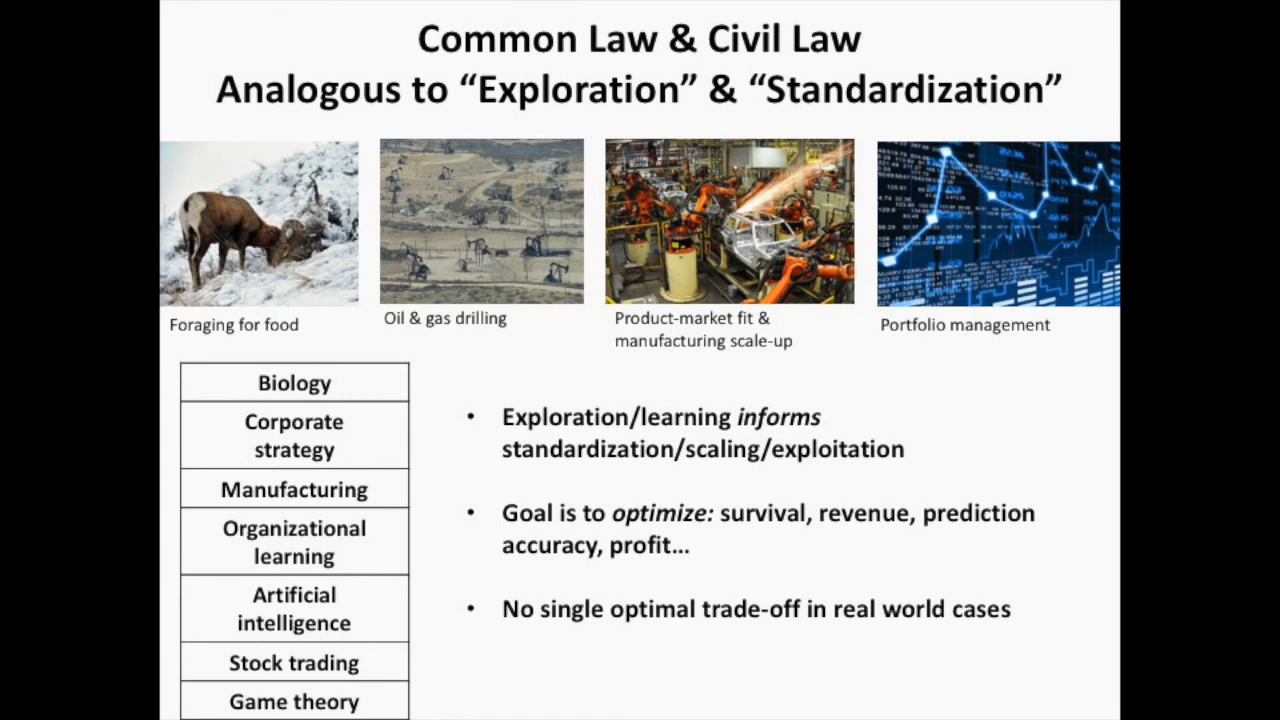 Common Law & Civil Law
Analogous to “Exploration” & “Standardization”
Foraging for food
Oil & gas drilling
Product-market fit &
manufacturing scale-up
Portfolio management
Biology
Corporate
strategy
Manufacturing
Organizational
learning
Artificial
intelligence
Stock trading
Game theory
• Exploration/learning informs
standardization/scaling/exploitation
• Goal is to optimize: survival, revenue, prediction
accuracy, profit…
• No single optimal trade-off in real world cases